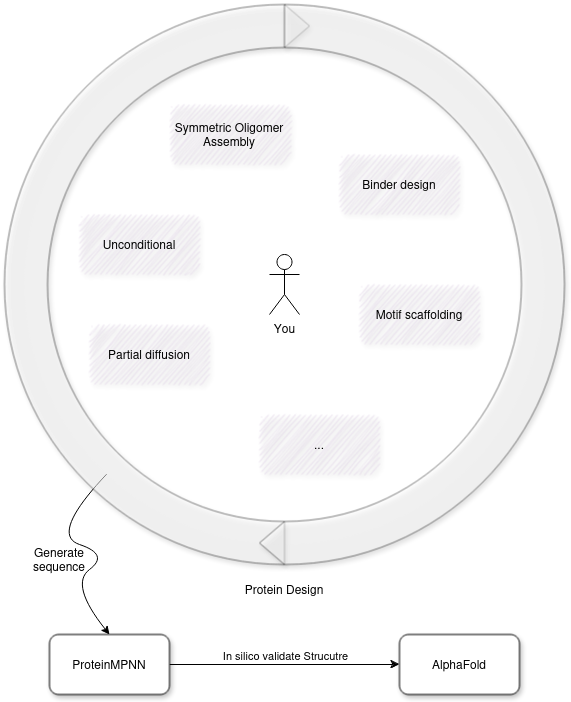 Symmetric Oligomer
Assembly
Binder design
Unconditional
You
Motif scaffolding
Partial diffusion
...
Generate
sequence
Protein Design
ProteinMPNN
In silico validate Strucutre
AlphaFold